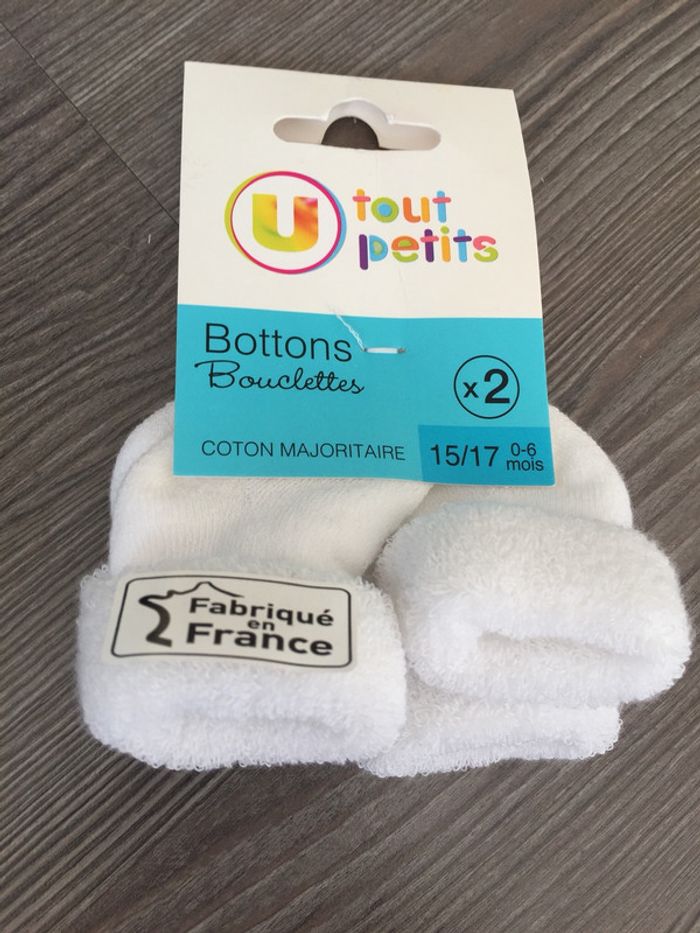 U tout
petits
Bottons
Bouclettes
x2
COTON MAJORITAIRE
15/17 0-6
mois
Fabriqué
en
France